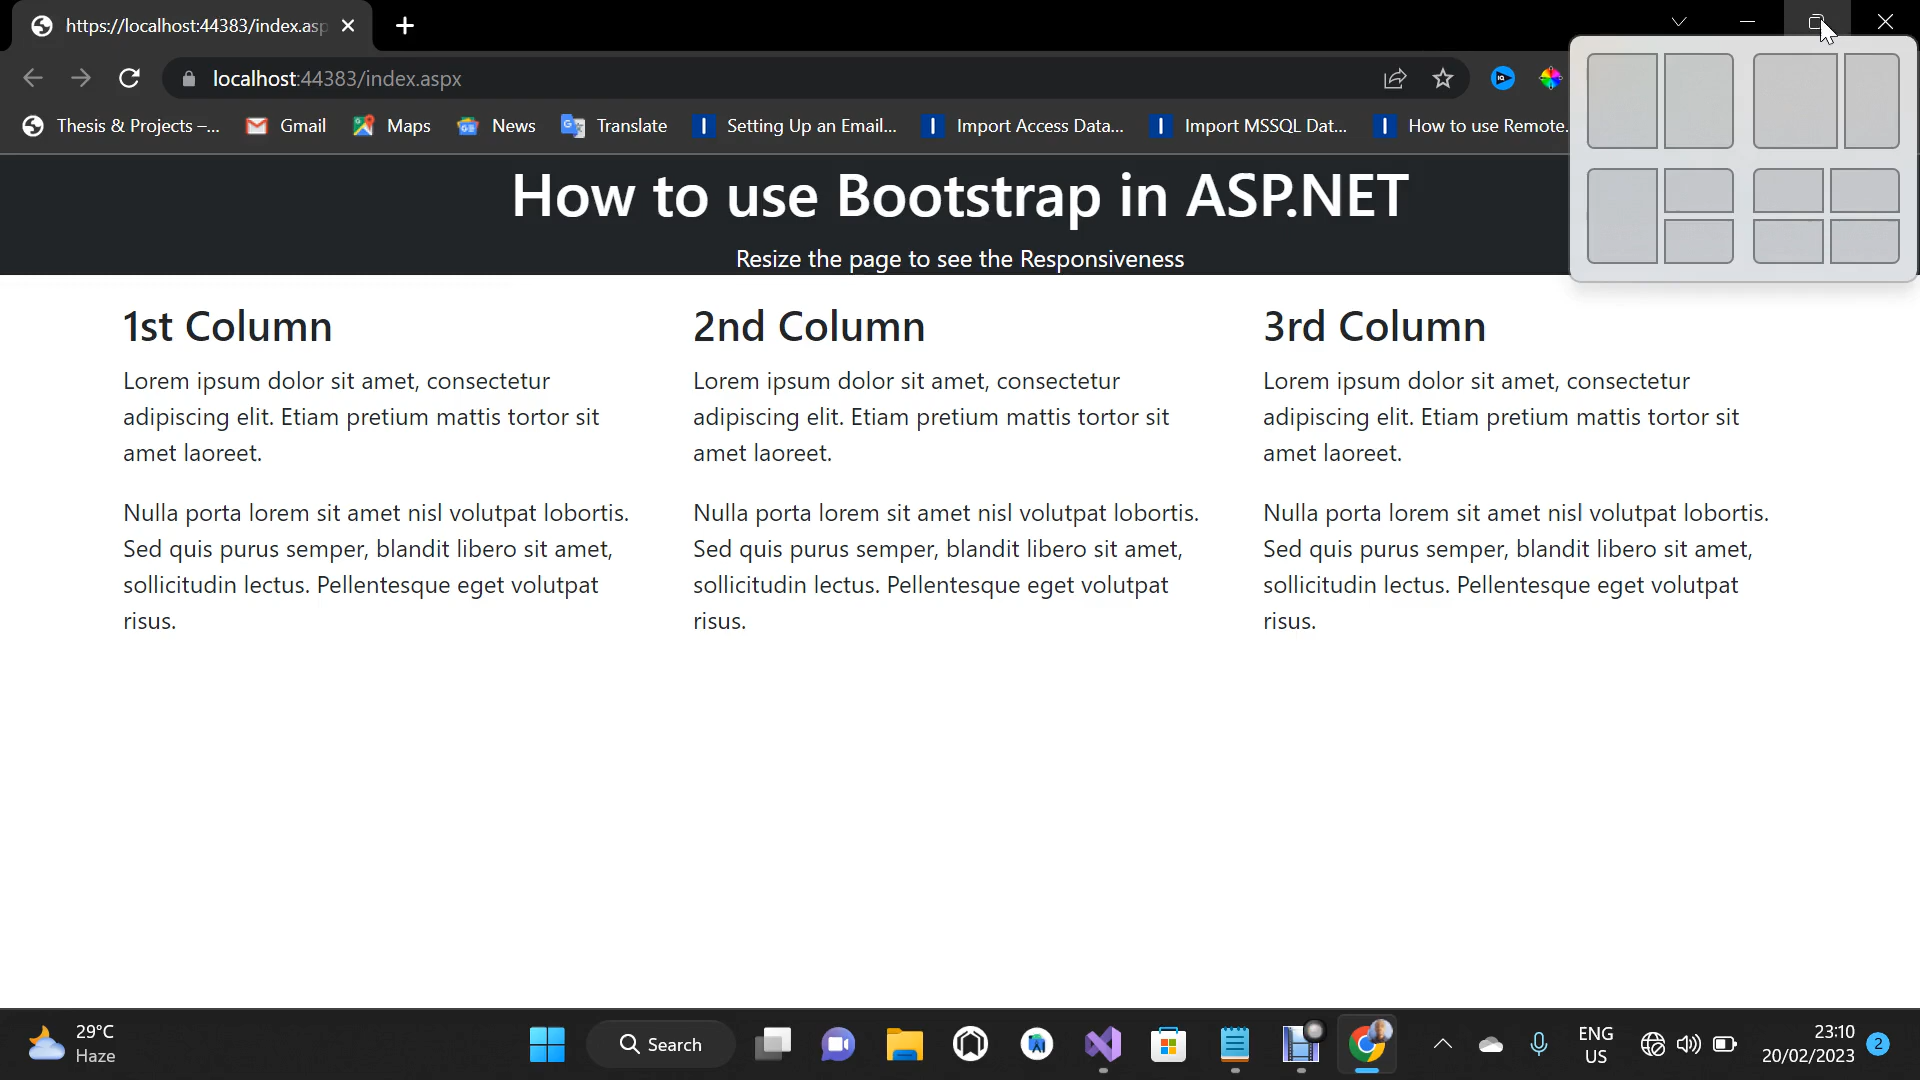 https://localhost:44383/index.asp
localhost:44383/index.aspx
Thesis & Projects –... Gmail Maps News Translate Setting Up an Email... Import Access Data... Import MSSQL Dat... How to use Remote.
How to use Bootstrap in ASP.NET
Resize the page to see the Responsiveness
1st Column
Lorem ipsum dolor sit amet, consectetur
adipiscing elit. Etiam pretium mattis tortor sit
amet laoreet.
Nulla porta lorem sit amet nisl volutpat lobortis.
Sed quis purus semper, blandit libero sit amet,
sollicitudin lectus. Pellentesque eget volutpat
risus.
2nd Column
Lorem ipsum dolor sit amet, consectetur
adipiscing elit. Etiam pretium mattis tortor sit
amet laoreet.
Nulla porta lorem sit amet nisl volutpat lobortis.
Sed quis purus semper, blandit libero sit amet,
sollicitudin lectus. Pellentesque eget volutpat
risus.
3rd Column
Lorem ipsum dolor sit amet, consectetur
adipiscing elit. Etiam pretium mattis tortor sit
amet laoreet.
Nulla porta lorem sit amet nisl volutpat lobortis.
Sed quis purus semper, blandit libero sit amet,
sollicitudin lectus. Pellentesque eget volutpat
risus.
29°C
Haze
Search
ENG
US
23:10
20/02/2023
2